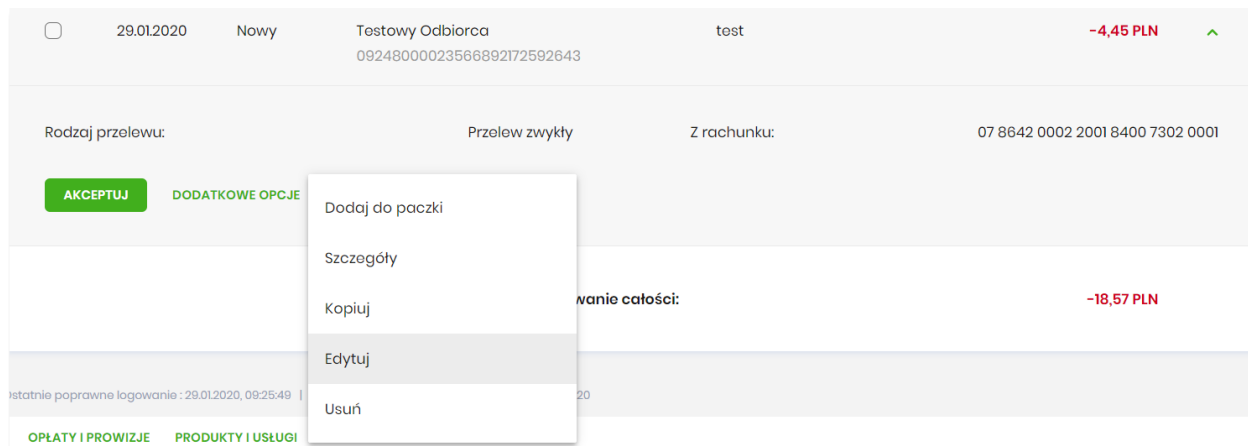 29.01.2020 Nowy Testowy Odbiorca test -4,45 PLN
09248000023566892172592643
Rodzaj przelewu: Przelew zwykły Z rachunku: 07 8642 0002 2001 8400 7302 0001
AKCEPTUJ DODATKOWE OPCJE
Dodaj do paczki
Szczegóły
Kopiuj
Edytuj
Usuń
wanie całości: -18,57 PLN
statnie poprawne logowanie : 29.01.2020, 09:25:49 | 20
OPŁATY I PROWIZJE PRODUKTY I USŁUGI